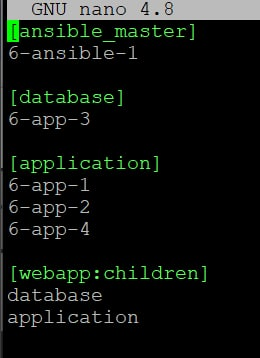 GNU nano 4.8
[ansible_master]
6-ansible-1
[database]
6-app-3
[application]
6-app-1
6-app-2
6-app-4
[webapp:children]
database
application